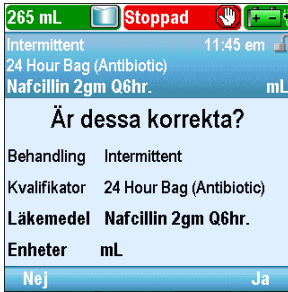 265 mL Stoppad
Intermittent 11:45 em
24 Hour Bag (Antibiotic)
Nafcillin 2gm Q6hr. mL
Är dessa korrekta?
Behandling Intermittent
Kvalifikator 24 Hour Bag (Antibiotic)
Läkemedel Nafcillin 2gm Q6hr.
Enheter mL
Nej Ja